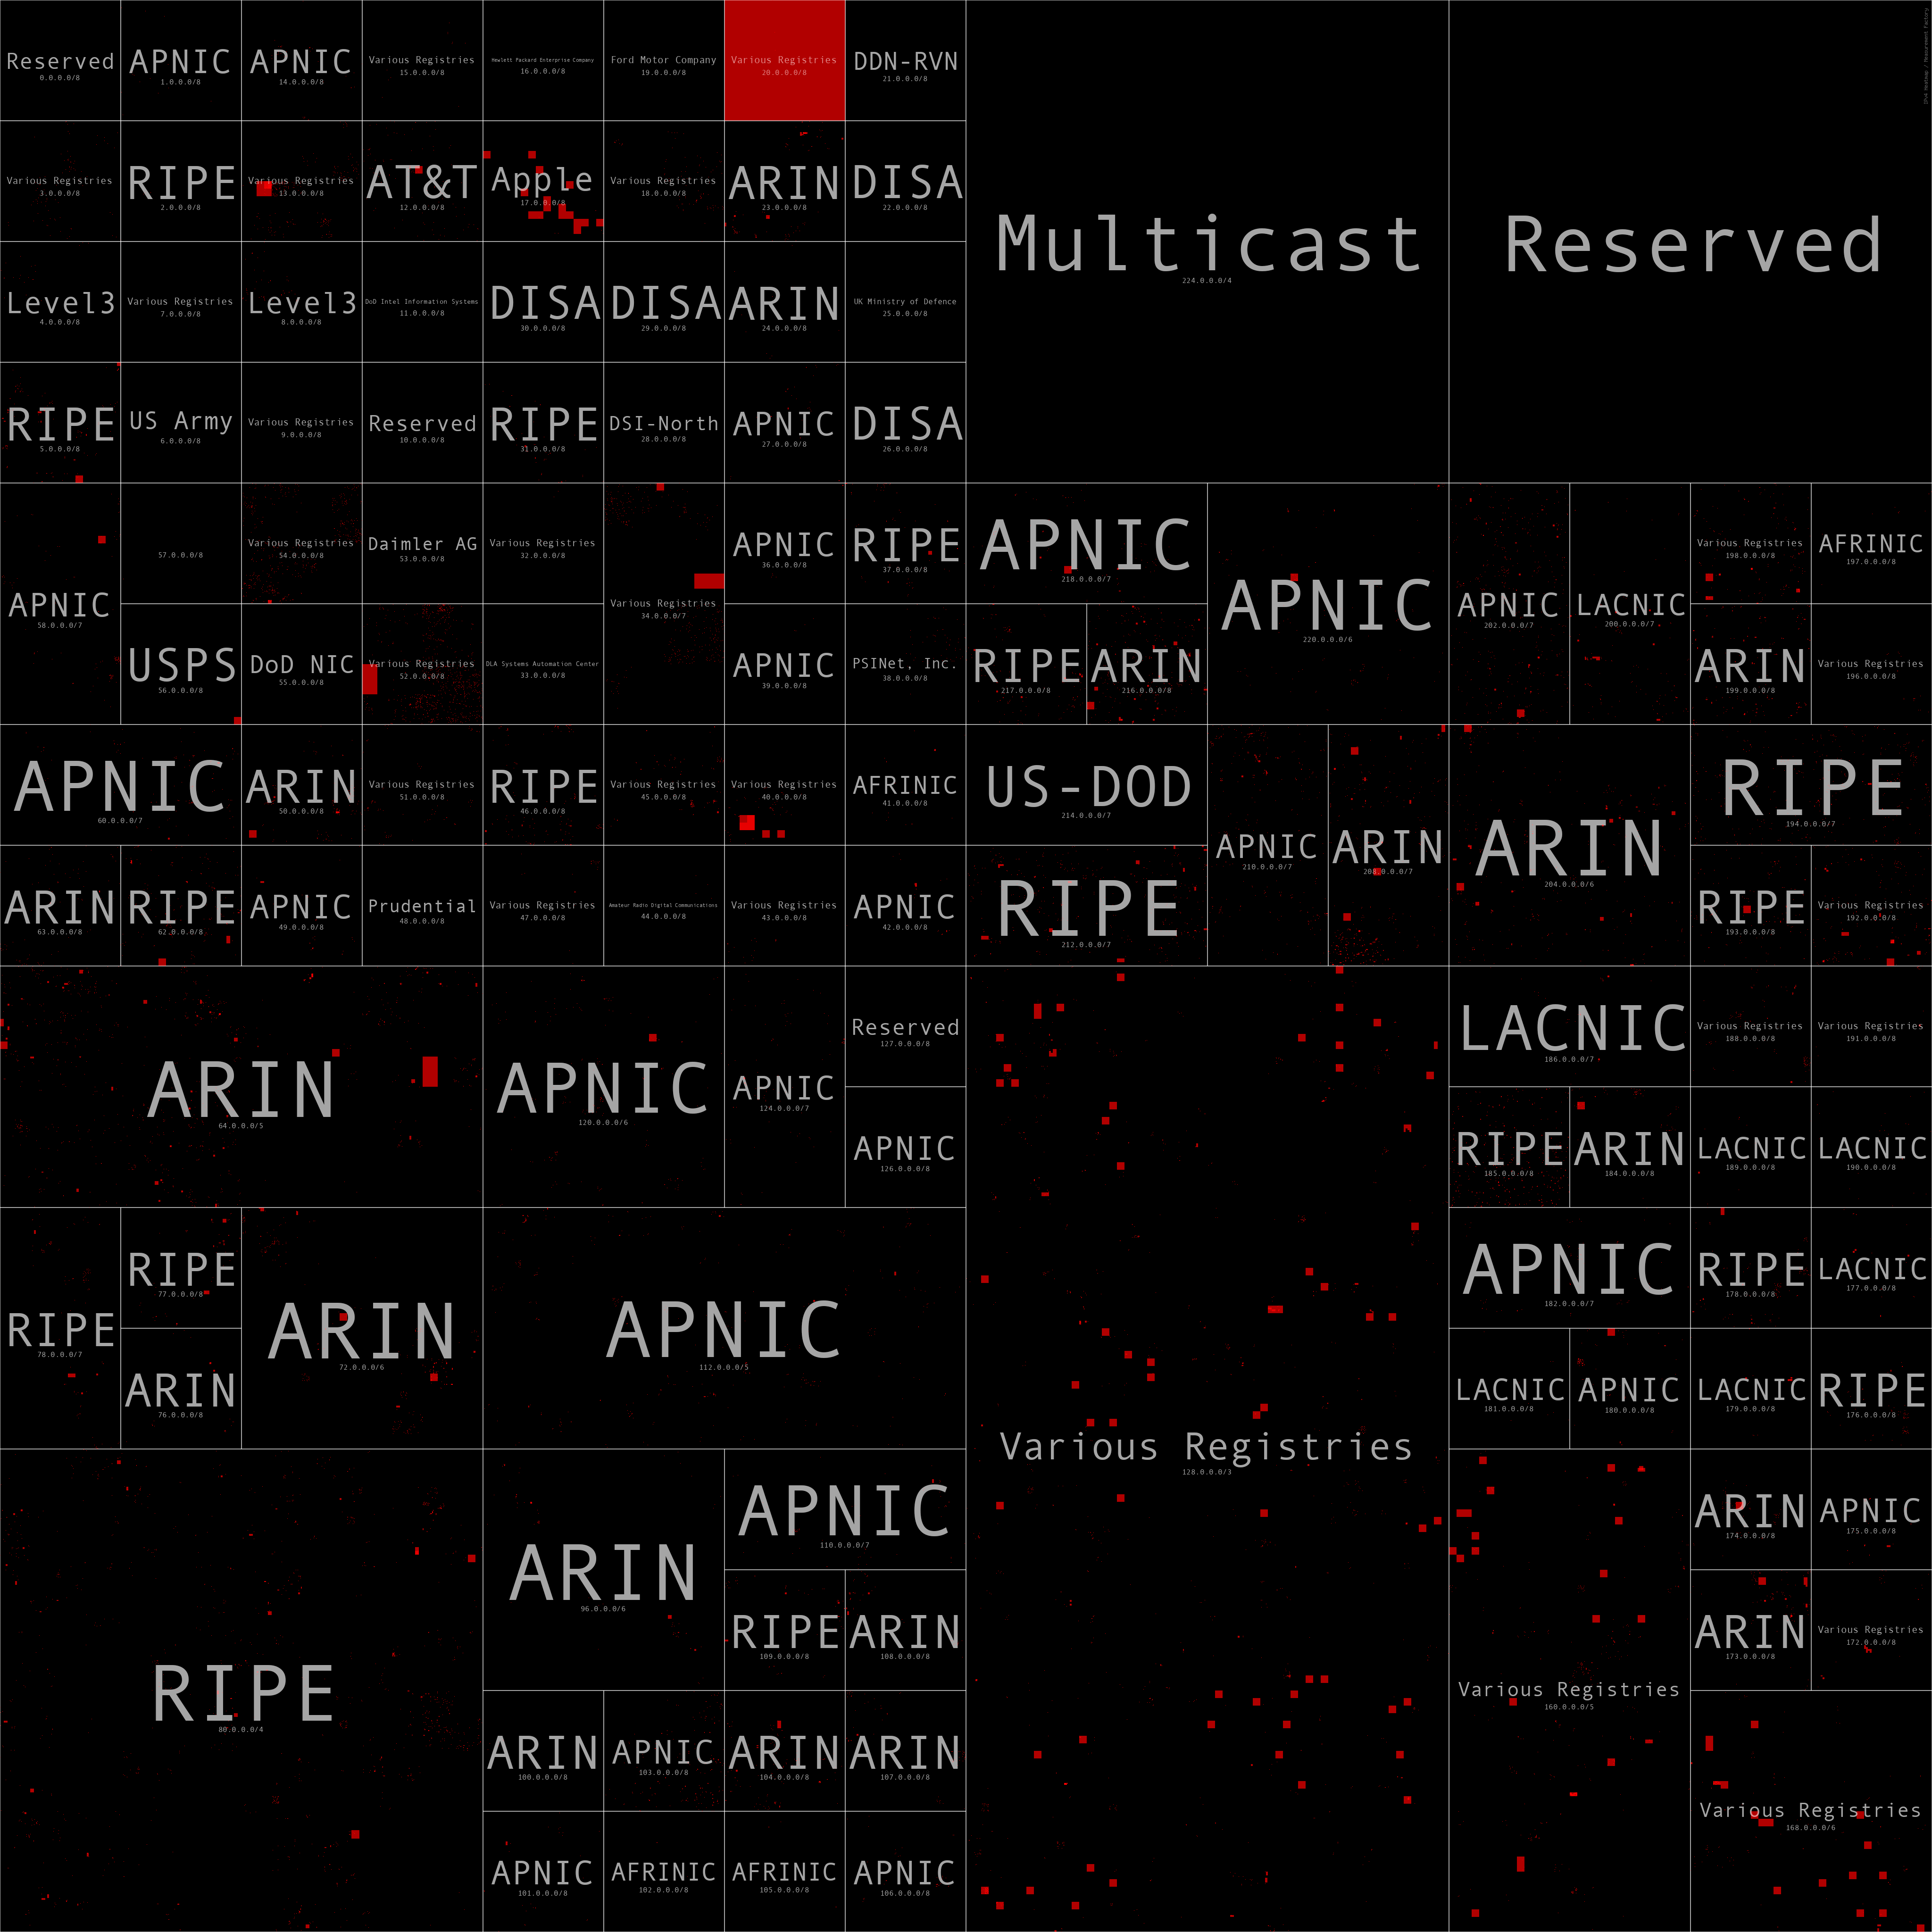 Reserved
0.0.0.0/8
APNIC
1.0.0.0/8
APNIC
14.0.0.0/8
Various Registries
15.0.0.0/8
Hewlett Packard Enterprise Company
16.0.0.0/8
Ford Motor Company
19.0.0.0/8
Various Registries
20.0.0.0/8
DDN-RVN
21.0.0.0/8
Multicast
224.0.0.0/4
Reserved
IPv4 Heatmap / Measurement Factory
Various Registries
3.0.0.0/8
RIPE
2.0.0.0/8
Various Registries
13.0.0.0/8
AT&T
12.0.0.0/8
Apple
17.0.0.0/8
Various Registries
18.0.0.0/8
ARIN
23.0.0.0/8
DISA
22.0.0.0/8
Level3
4.0.0.0/8
Various Registries
7.0.0.0/8
Level3
8.0.0.0/8
DoD Intel Information Systems
11.0.0.0/8
DISA
30.0.0.0/8
DISA
29.0.0.0/8
ARIN
24.0.0.0/8
UK Ministry of Defence
25.0.0.0/8
RIPE
5.0.0.0/8
US Army
6.0.0.0/8
Various Registries
9.0.0.0/8
Reserved
10.0.0.0/8
RIPE
31.0.0.0/8
DSI-North
28.0.0.0/8
APNIC
27.0.0.0/8
DISA
26.0.0.0/8
APNIC
58.0.0.0/7
57.0.0.0/8
Various Registries
54.0.0.0/8
Daimler AG
53.0.0.0/8
Various Registries
32.0.0.0/8
Various Registries
34.0.0.0/7
APNIC
36.0.0.0/8
RIPE
37.0.0.0/8
APNIC
218.0.0.0/7
APNIC
220.0.0.0/6
APNIC
202.0.0.0/7
LACNIC
200.0.0.0/7
Various Registries
198.0.0.0/8
AFRINIC
197.0.0.0/8
USPS
56.0.0.0/8
DoD NIC
55.0.0.0/8
Various Registries
52.0.0.0/8
DLA Systems Automation Center
33.0.0.0/8
APNIC
39.0.0.0/8
PSINet, Inc.
38.0.0.0/8
RIPE
217.0.0.0/8
ARIN
216.0.0.0/8
ARIN
199.0.0.0/8
Various Registries
196.0.0.0/8
APNIC
60.0.0.0/7
ARIN
50.0.0.0/8
Various Registries
51.0.0.0/8
RIPE
46.0.0.0/8
Various Registries
45.0.0.0/8
Various Registries
40.0.0.0/8
AFRINIC
41.0.0.0/8
US-DOD
214.0.0.0/7
APNIC
210.0.0.0/7
ARIN
208.0.0.0/7
ARIN
204.0.0.0/6
RIPE
194.0.0.0/7
ARIN
63.0.0.0/8
RIPE
62.0.0.0/8
APNIC
49.0.0.0/8
Prudential
48.0.0.0/8
Various Registries
47.0.0.0/8
Amateur Radio Digital Communications
44.0.0.0/8
Various Registries
43.0.0.0/8
APNIC
42.0.0.0/8
RIPE
212.0.0.0/7
RIPE
193.0.0.0/8
Various Registries
192.0.0.0/8
ARIN
64.0.0.0/5
APNIC
120.0.0.0/6
APNIC
124.0.0.0/7
Reserved
127.0.0.0/8
APNIC
126.0.0.0/8
LACNIC
186.0.0.0/7
Various Registries
188.0.0.0/8
Various Registries
191.0.0.0/8
RIPE
185.0.0.0/8
ARIN
184.0.0.0/8
LACNIC
189.0.0.0/8
LACNIC
190.0.0.0/8
RIPE
78.0.0.0/7
RIPE
77.0.0.0/8
ARIN
76.0.0.0/8
ARIN
72.0.0.0/6
APNIC
112.0.0.0/5
Various Registries
128.0.0.0/3
APNIC
182.0.0.0/7
RIPE
178.0.0.0/8
LACNIC
177.0.0.0/8
LACNIC
181.0.0.0/8
APNIC
180.0.0.0/8
LACNIC
179.0.0.0/8
RIPE
176.0.0.0/8
RIPE
80.0.0.0/4
ARIN
96.0.0.0/6
APNIC
110.0.0.0/7
RIPE
109.0.0.0/8
ARIN
108.0.0.0/8
Various Registries
160.0.0.0/5
ARIN
174.0.0.0/8
APNIC
175.0.0.0/8
ARIN
173.0.0.0/8
Various Registries
172.0.0.0/8
ARIN
100.0.0.0/8
APNIC
103.0.0.0/8
ARIN
104.0.0.0/8
ARIN
107.0.0.0/8
Various Registries
168.0.0.0/6
APNIC
101.0.0.0/8
AFRINIC
102.0.0.0/8
AFRINIC
105.0.0.0/8
APNIC
106.0.0.0/8